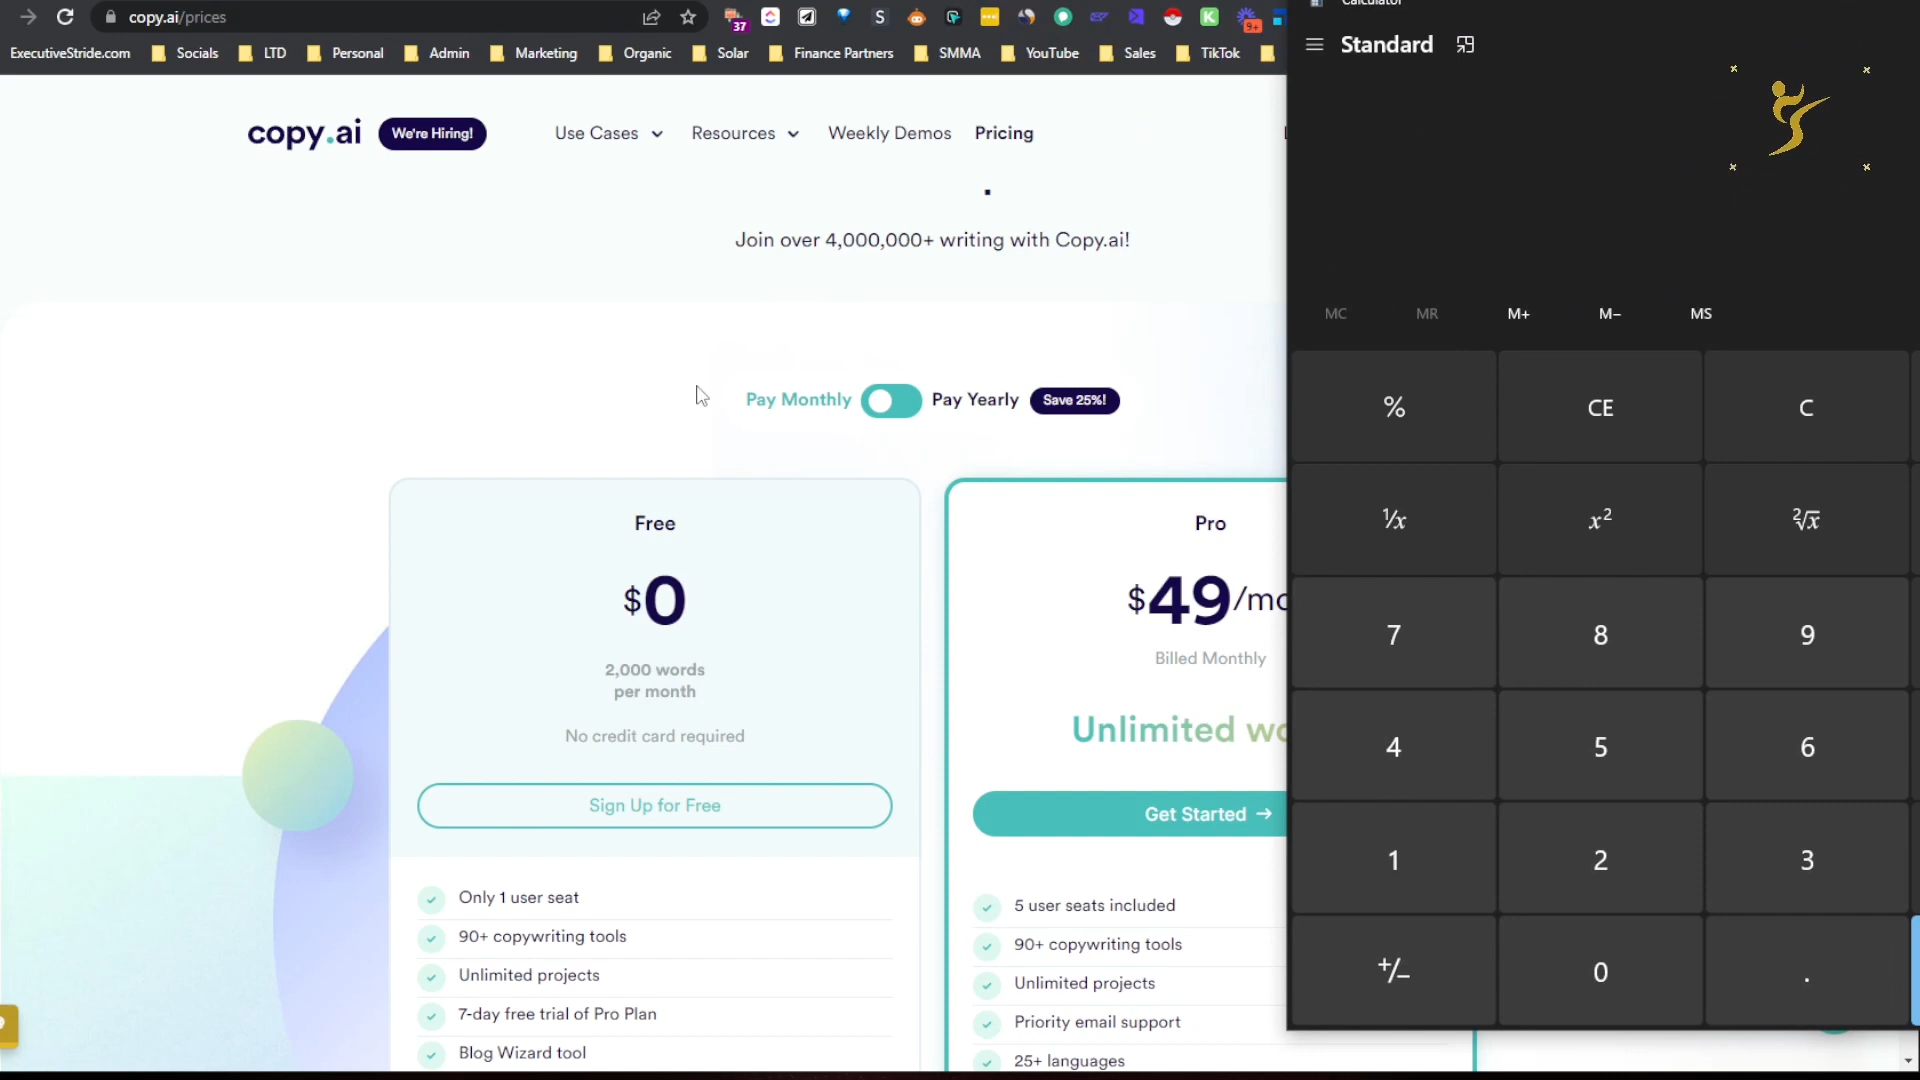 copy.ai/prices
37
S
K
9+
ExecutiveStride.com
Socials
LTD
Personal
Admin
Marketing
Organic
Solar
Finance Partners
SMMA
YouTube
Sales
TikTok
copy.ai
We're Hiring!
Use Cases
Resources
Weekly Demos
Pricing
Join over 4,000,000+ writing with Copy.ai!
Pay Monthly
Pay Yearly
Save 25%!
Free
$0
2,000 words
per month
No credit card required
Sign Up for Free
Only 1 user seat
90+ copywriting tools
Unlimited projects
7-day free trial of Pro Plan
Blog Wizard tool
Pro
$49/mo
Billed Monthly
Unlimited wo
Get Started →
5 user seats included
90+ copywriting tools
Unlimited projects
Priority email support
25+ languages
Calculator
Standard
MC MR M+ M− MS
% CE C
1/x x² ²√x
7 8 9
4 5 6
1 2 3
+/− 0 .